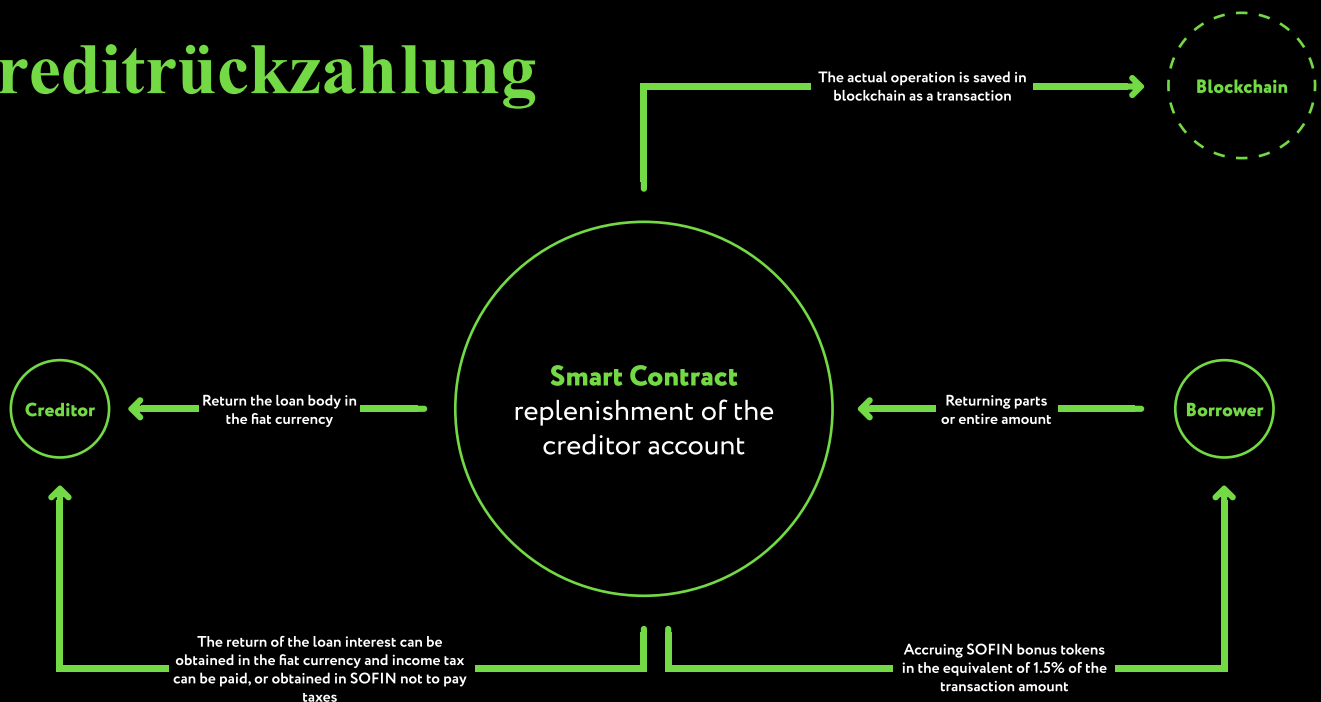 reditrückzahlung
The actual operation is saved in
blockchain as a transaction
Blockchain
Creditor
Return the loan body in
the fiat currency
Smart Contract
replenishment of the
creditor account
Returning parts
or entire amount
Borrower
The return of the loan interest can be
obtained in the fiat currency and income tax
can be paid, or obtained in SOFIN not to pay
taxes
Accruing SOFIN bonus tokens
in the equivalent of 1.5% of the
transaction amount